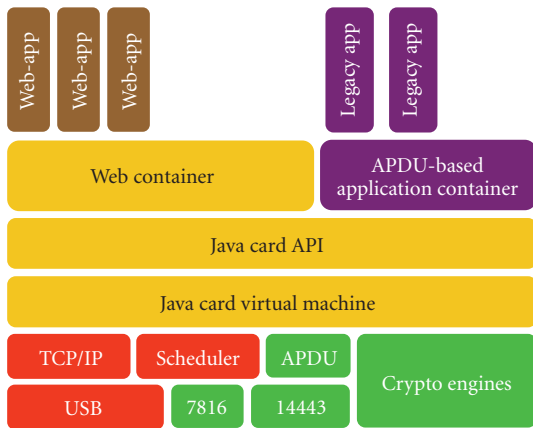 Web-app
Web-app
Web-app
Legacy app
Legacy app
Web container
APDU-based
application container
Java card API
Java card virtual machine
TCP/IP
Scheduler
APDU
Crypto engines
USB
7816
14443